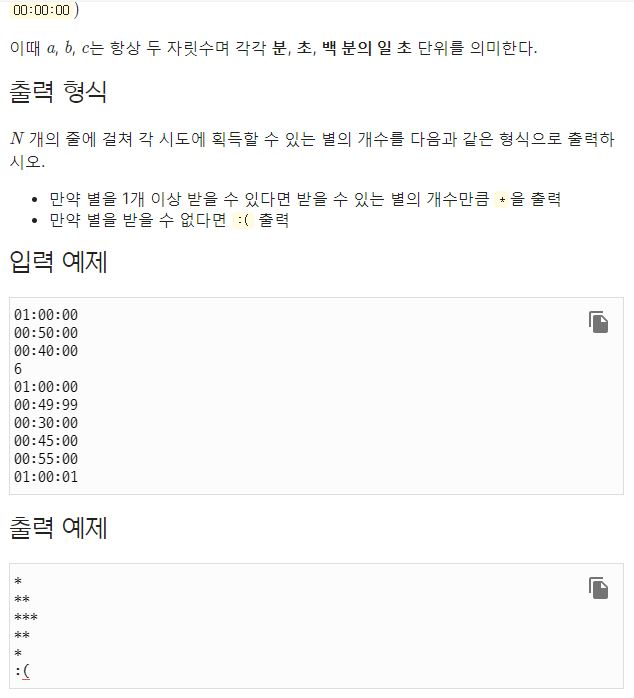 00:00:00 )
이때 a, b, c는 항상 두 자릿수며 각각 분, 초, 백 분의 일 초 단위를 의미한다.
출력 형식
N 개의 줄에 걸쳐 각 시도에 획득할 수 있는 별의 개수를 다음과 같은 형식으로 출력하
시오.
• 만약 별을 1개 이상 받을 수 있다면 받을 수 있는 별의 개수만큼 * 을 출력
• 만약 별을 받을 수 없다면 :( 출력
입력 예제
01:00:00
00:50:00
00:40:00
6
01:00:00
00:49:99
00:30:00
00:45:00
00:55:00
01:00:01
출력 예제
*
**
***
**
*
:(